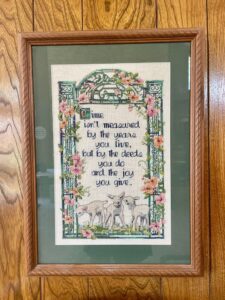 Time
isn't measured
by the years
you live,
but by the deeds
you do
and the joy
you give.